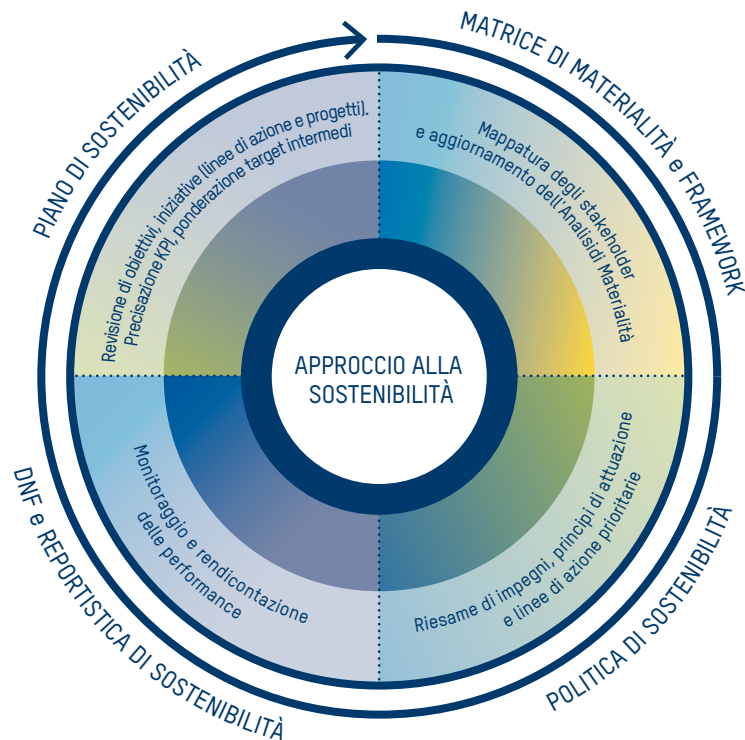 PIANO DI SOSTENIBILITÀ
MATRICE DI MATERIALITÀ e FRAMEWORK
Revisione di obiettivi, iniziative (linee di azione e progetti).
Precisazione KPI, ponderazione target intermedi
Mappatura degli stakeholder
e aggiornamento dell'Analisidi Materialità
APPROCCIO ALLA
SOSTENIBILITÀ
Monitoraggio e rendicontazione
delle performance
Riesame di impegni, principi di attuazione
e linee di azione prioritarie
DNF e REPORTISTICA DI SOSTENIBILITÀ
POLITICA DI SOSTENIBILITÀ